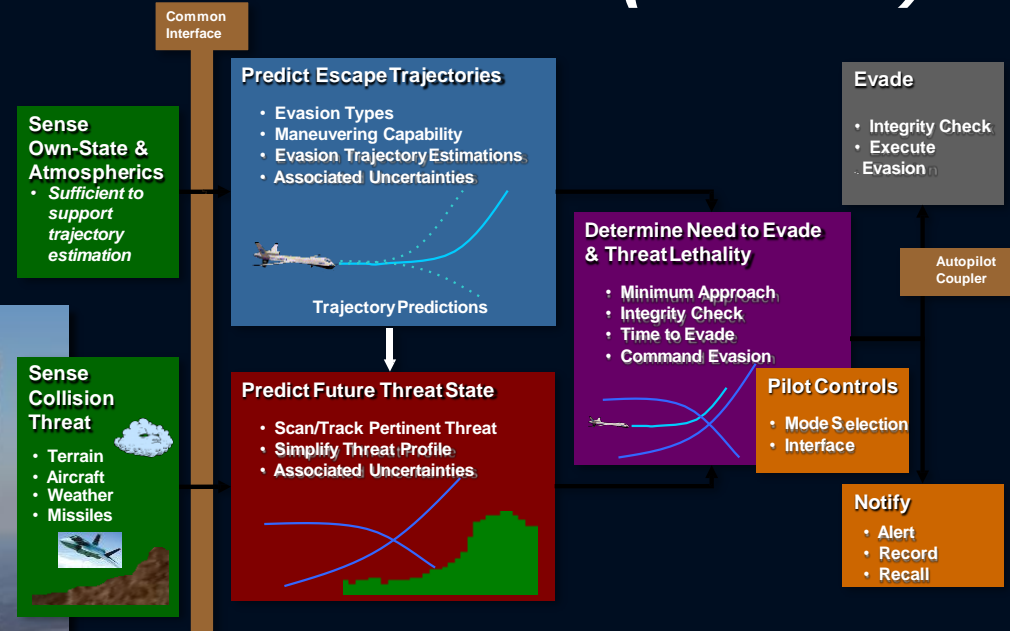 Common
Interface
Sense
Own-State &
Atmospherics
• Sufficient to
support
trajectory
estimation
Sense
Collision
Threat
• Terrain
• Aircraft
• Weather
• Missiles
Predict Escape Trajectories
• Evasion Types
• Maneuvering Capability
• Evasion Trajectory Estimations
• Associated Uncertainties
Trajectory Predictions
Predict Future Threat State
• Scan/Track Pertinent Threat
• Simplify Threat Profile
• Associated Uncertainties
Determine Need to Evade
& Threat Lethality
• Minimum Approach
• Integrity Check
• Time to Evade
• Command Evasion
Pilot Controls
• Mode Selection
• Interface
Evade
• Integrity Check
• Execute
Evasion
Autopilot
Coupler
Notify
• Alert
• Record
• Recall